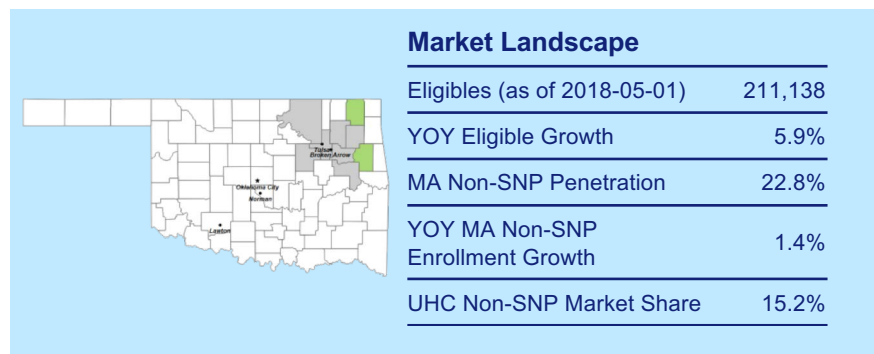 Market Landscape
Eligibles (as of 2018-05-01) 211,138
YOY Eligible Growth 5.9%
MA Non-SNP Penetration 22.8%
YOY MA Non-SNP
Enrollment Growth 1.4%
UHC Non-SNP Market Share 15.2%
Tulsa
Broken Arrow
Oklahoma City
Norman
Lawton